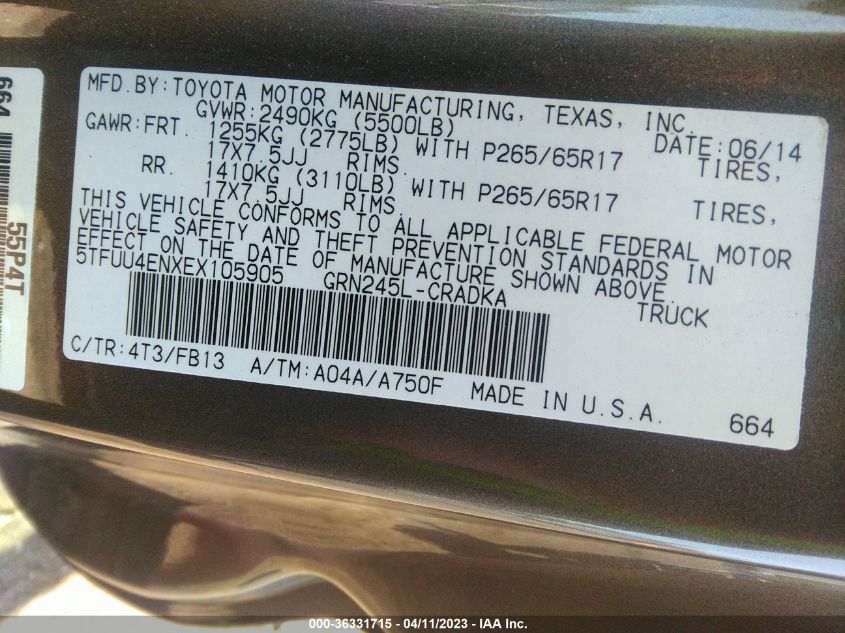 MFD.BY:TOYOTA MOTOR MANUFACTURING, TEXAS, INC.
GVWR:2490KG (5500LB) DATE:06/14
GAWR:FRT. 1255KG (2775LB) WITH P265/65R17 TIRES,
17X7.5JJ RIMS.
RR. 1410KG (3110LB) WITH P265/65R17 TIRES,
17X7.5JJ RIMS.
THIS VEHICLE CONFORMS TO ALL APPLICABLE FEDERAL MOTOR
VEHICLE SAFETY AND THEFT PREVENTION STANDARDS IN
EFFECT ON THE DATE OF MANUFACTURE SHOWN ABOVE.
5TFUU4ENXEX105905 GRN245L-CRADKA TRUCK
C/TR:4T3/FB13 A/TM:A04A/A750F MADE IN U.S.A. 664
664
55P4T
000-36331715 - 04/11/2023 - IAA Inc.